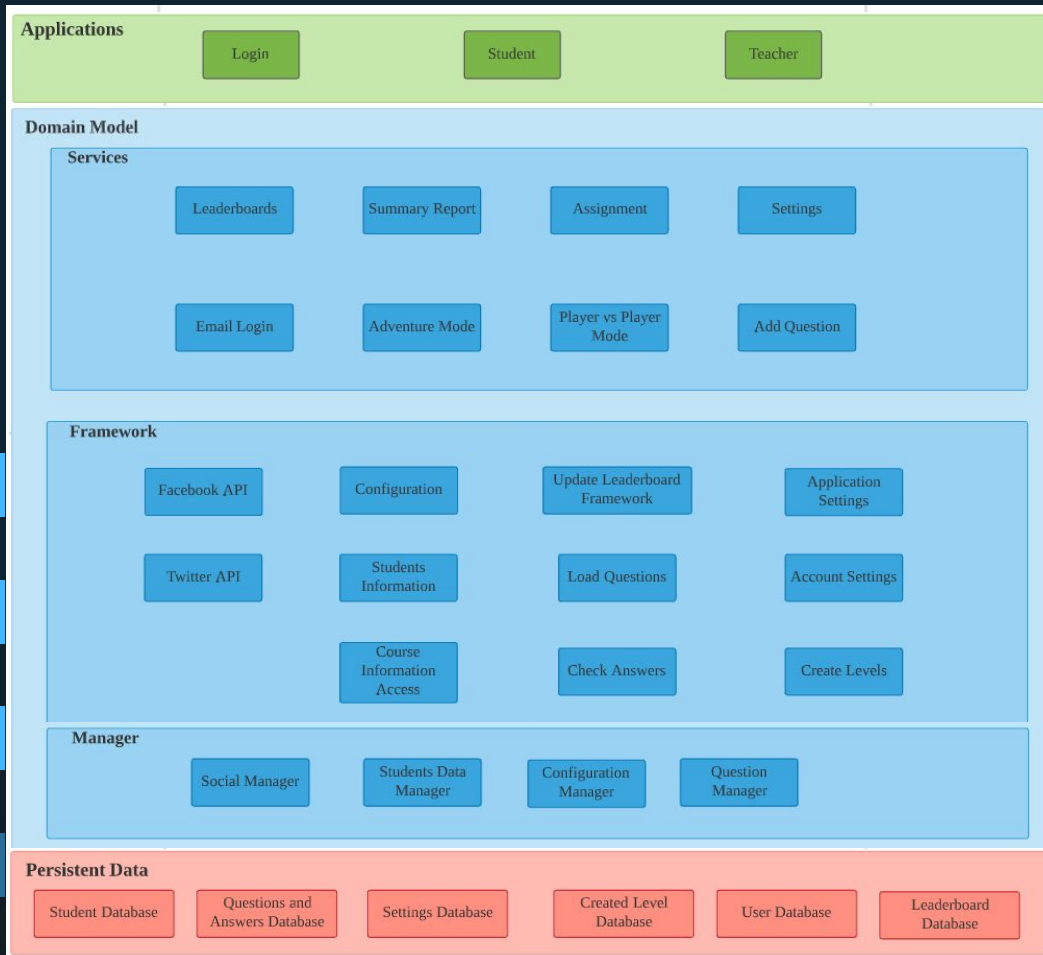 Applications
Login
Student
Teacher
Domain Model
Services
Leaderboards
Summary Report
Assignment
Settings
Email Login
Adventure Mode
Player vs Player
Mode
Add Question
Framework
Facebook API
Configuration
Update Leaderboard
Framework
Application
Settings
Twitter API
Students
Information
Load Questions
Account Settings
Course
Information
Access
Check Answers
Create Levels
Manager
Social Manager
Students Data
Manager
Configuration
Manager
Question
Manager
Persistent Data
Student Database
Questions and
Answers Database
Settings Database
Created Level
Database
User Database
Leaderboard
Database